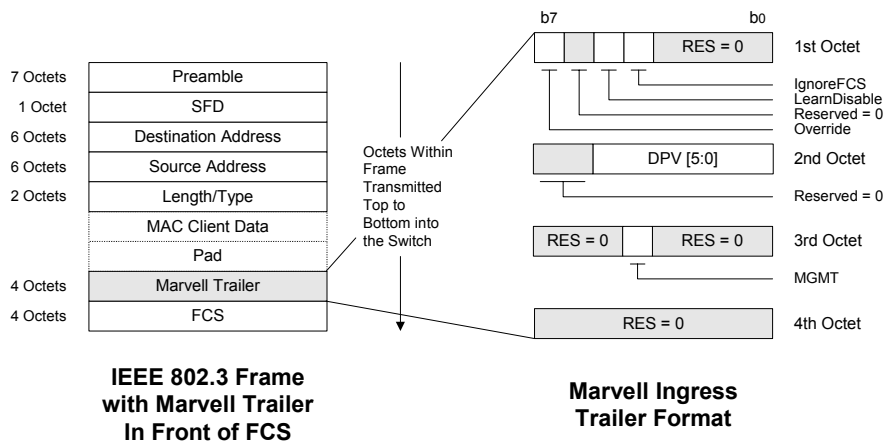 7 Octets
Preamble
1 Octet
SFD
6 Octets
Destination Address
6 Octets
Source Address
2 Octets
Length/Type
MAC Client Data
Pad
4 Octets
Marvell Trailer
4 Octets
FCS
IEEE 802.3 Frame
with Marvell Trailer
In Front of FCS
Octets Within
Frame
Transmitted
Top to
Bottom into
the Switch
b7
b0
RES = 0
1st Octet
IgnoreFCS
LearnDisable
Reserved = 0
Override
DPV [5:0]
2nd Octet
Reserved = 0
RES = 0
RES = 0
3rd Octet
MGMT
RES = 0
4th Octet
Marvell Ingress
Trailer Format